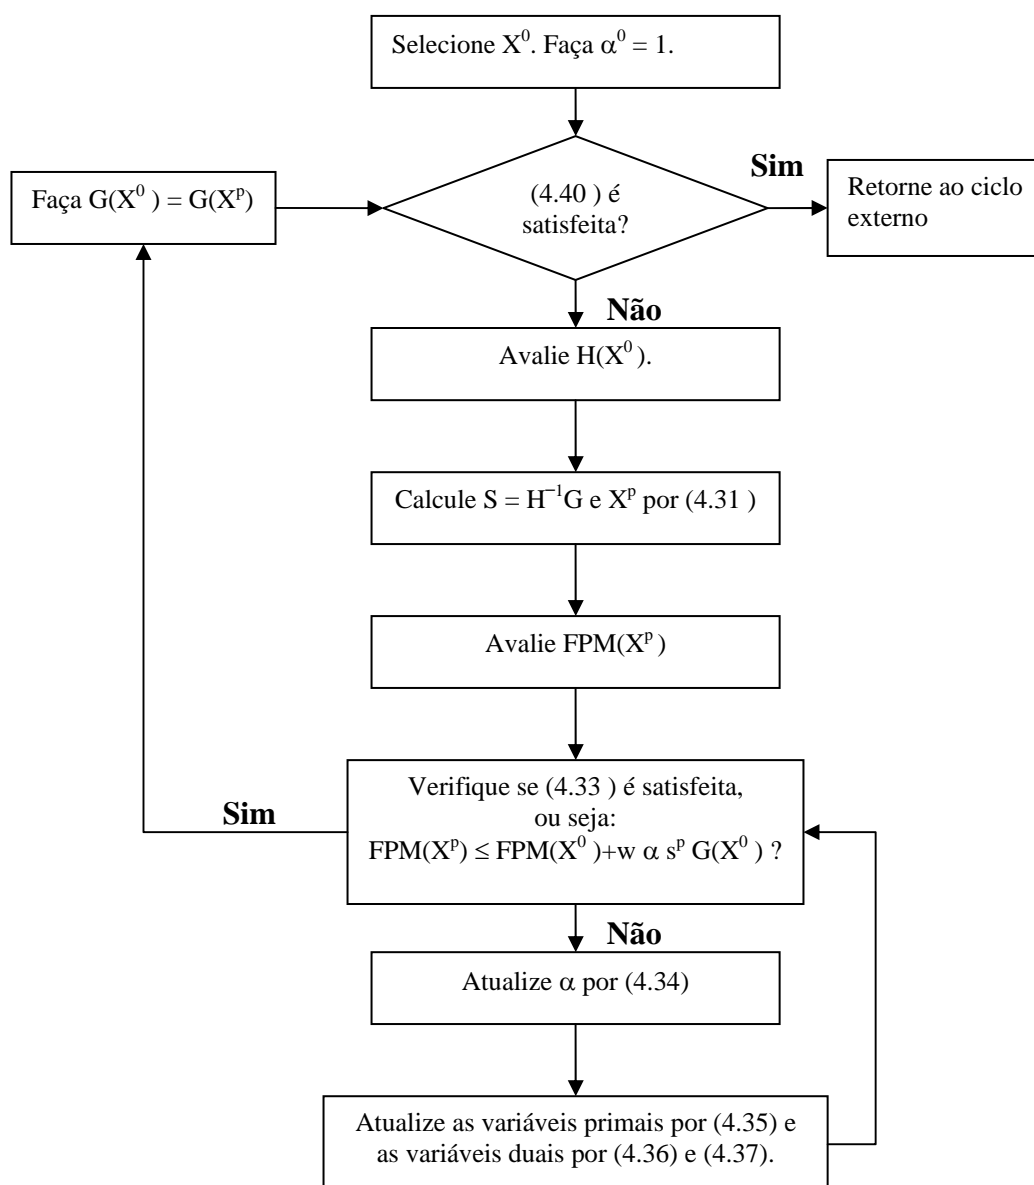 Selecione X⁰. Faça α⁰ = 1.
Sim
Faça G(X⁰ ) = G(Xᵖ)
(4.40 ) é
satisfeita?
Retorne ao ciclo
externo
Não
Avalie H(X⁰ ).
Calcule S = H⁻¹G e Xᵖ por (4.31 )
Avalie FPM(Xᵖ )
Verifique se (4.33 ) é satisfeita,
ou seja:
FPM(Xᵖ) ≤ FPM(X⁰ )+w α sᵖ G(X⁰ ) ?
Sim
Não
Atualize α por (4.34)
Atualize as variáveis primais por (4.35) e
as variáveis duais por (4.36) e (4.37).